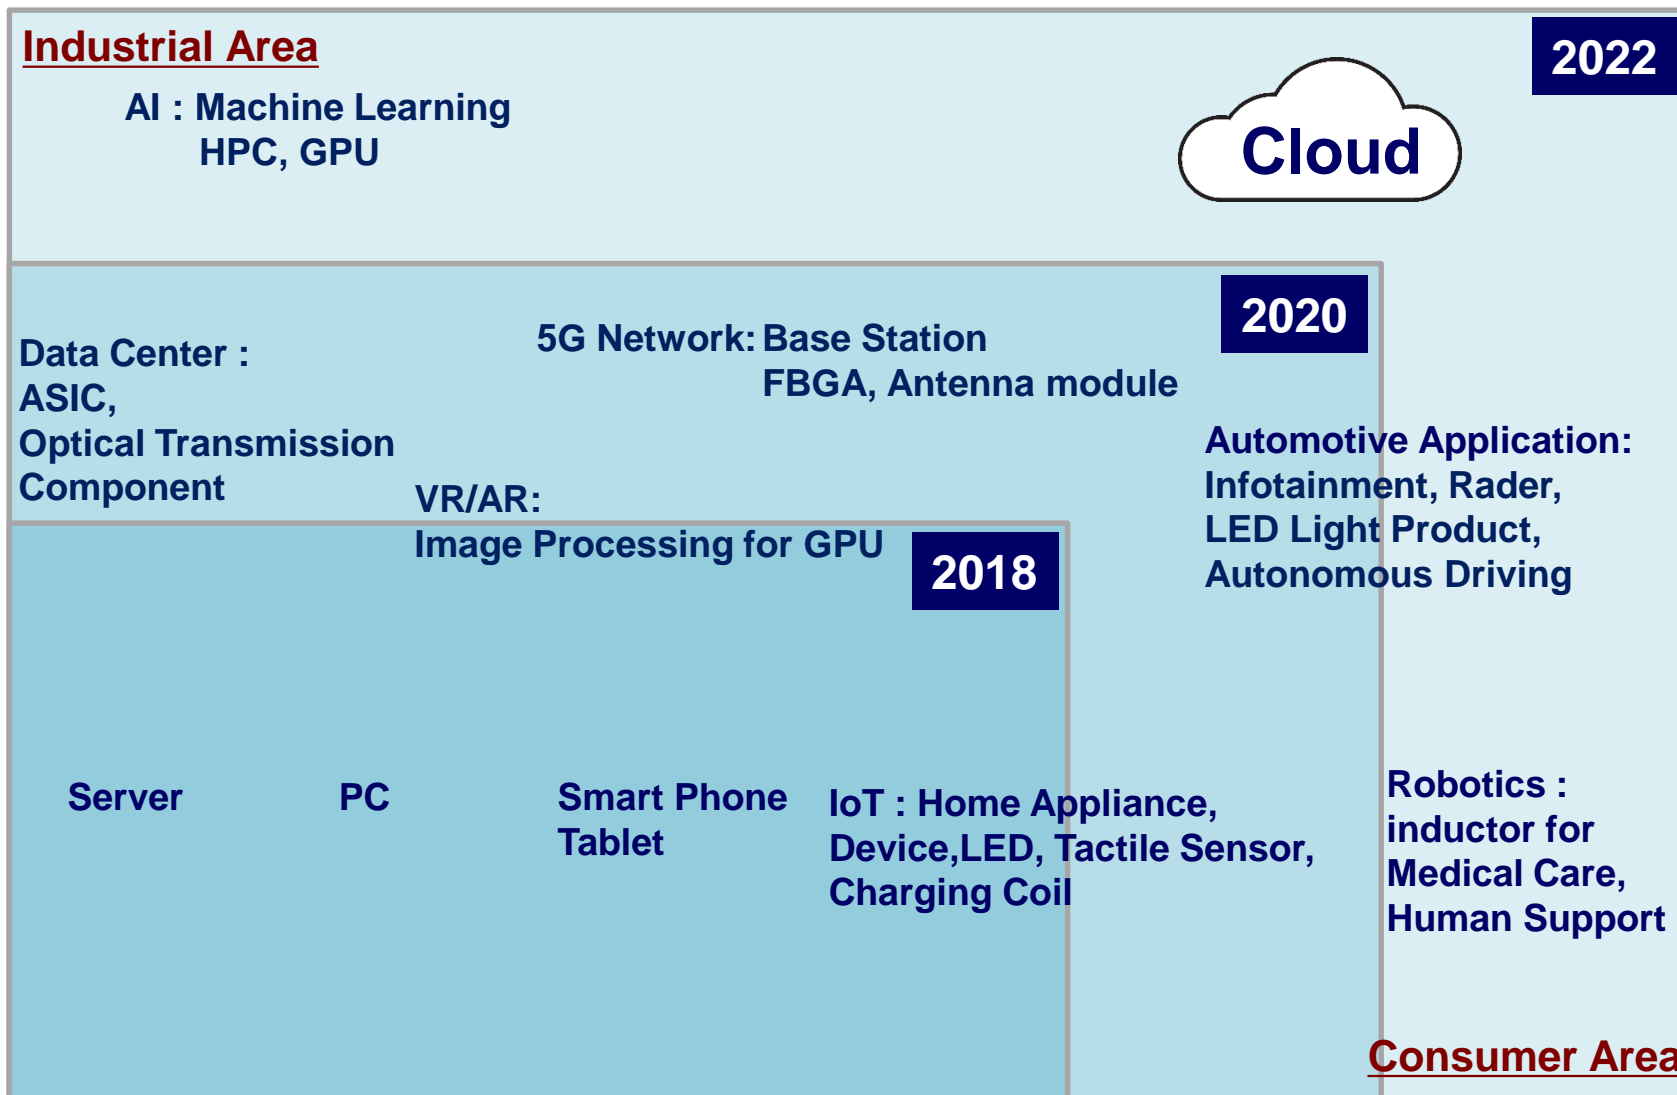 Industrial Area
2022
AI : Machine Learning
HPC, GPU
Cloud
2020
5G Network: Base Station
FBGA, Antenna module
Data Center :
ASIC,
Optical Transmission
Component
VR/AR:
Image Processing for GPU
2018
Automotive Application:
Infotainment, Rader,
LED Light Product,
Autonomous Driving
Server
PC
Smart Phone
Tablet
IoT : Home Appliance,
Device,LED, Tactile Sensor,
Charging Coil
Robotics :
inductor for
Medical Care,
Human Support
Consumer Area